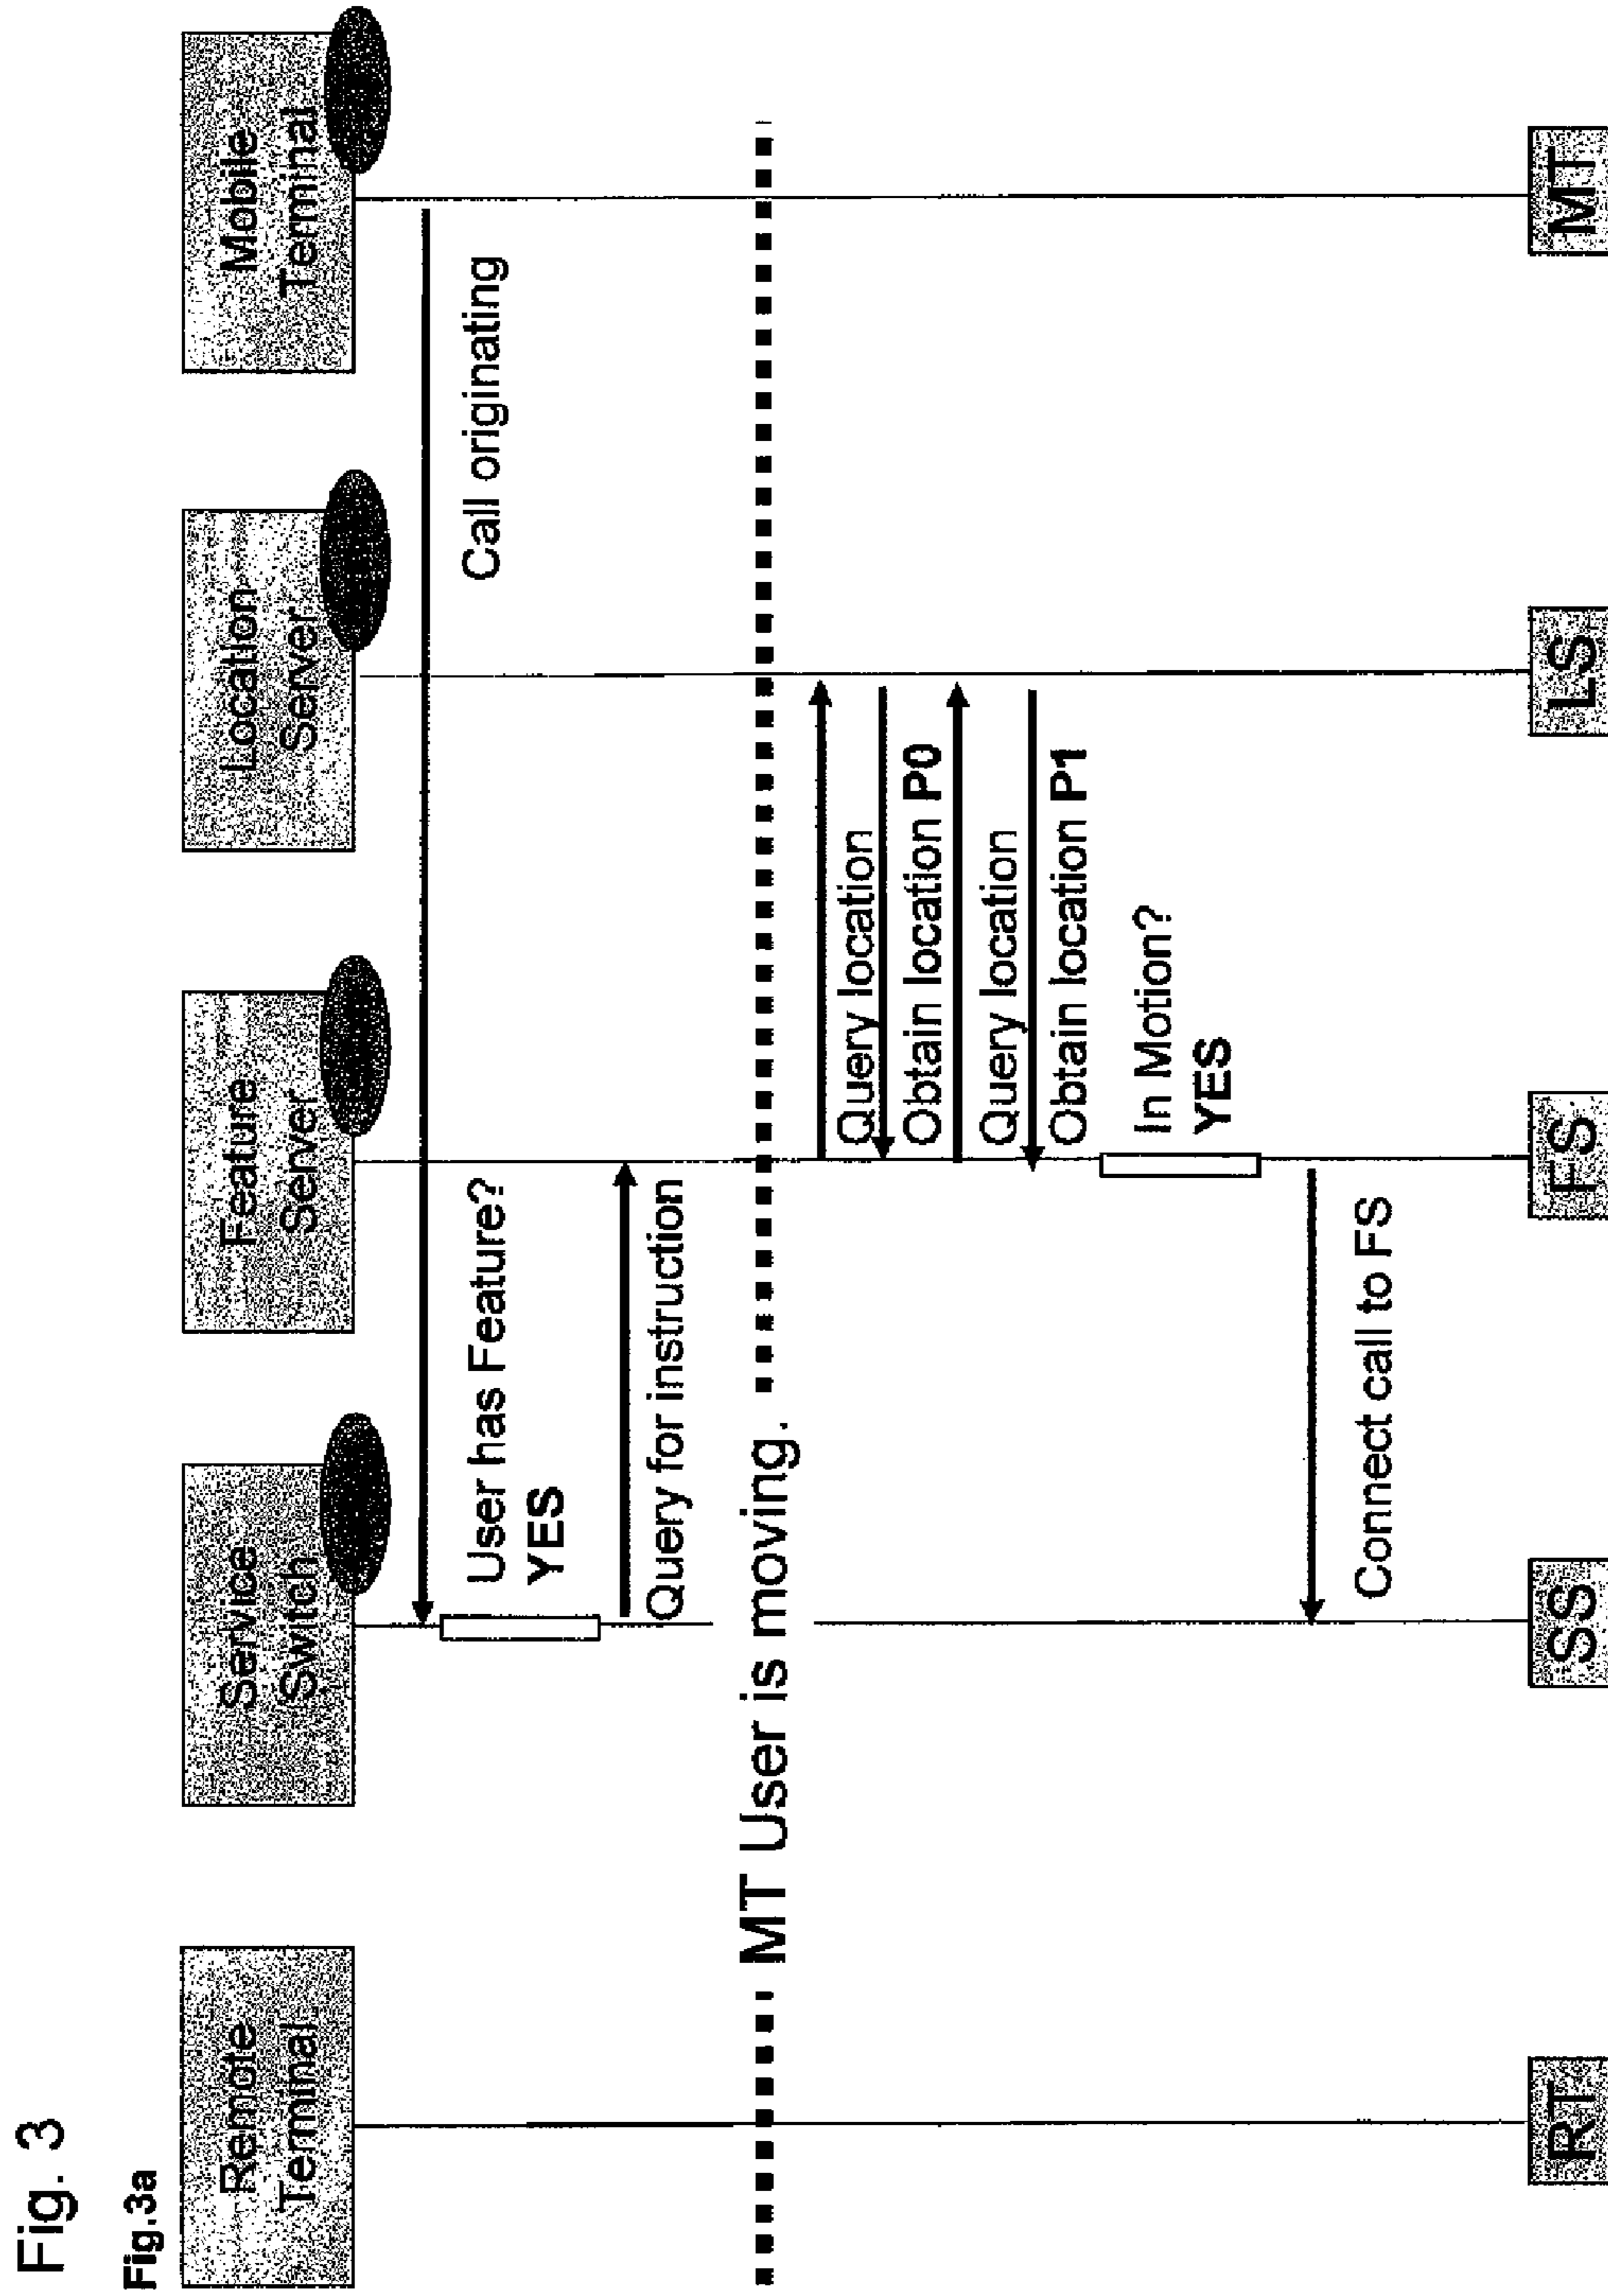 Fig. 3
Fig.3a
Remote
Terminal
Service
Switch
Feature
Server
Location
Server
Mobile
Terminal
Call originating
User has Feature?
YES
Query for instruction
MT User is moving.
Query location
Obtain location P0
Query location
Obtain location P1
In Motion?
YES
Connect call to FS
RT
SS
FS
LS
MT